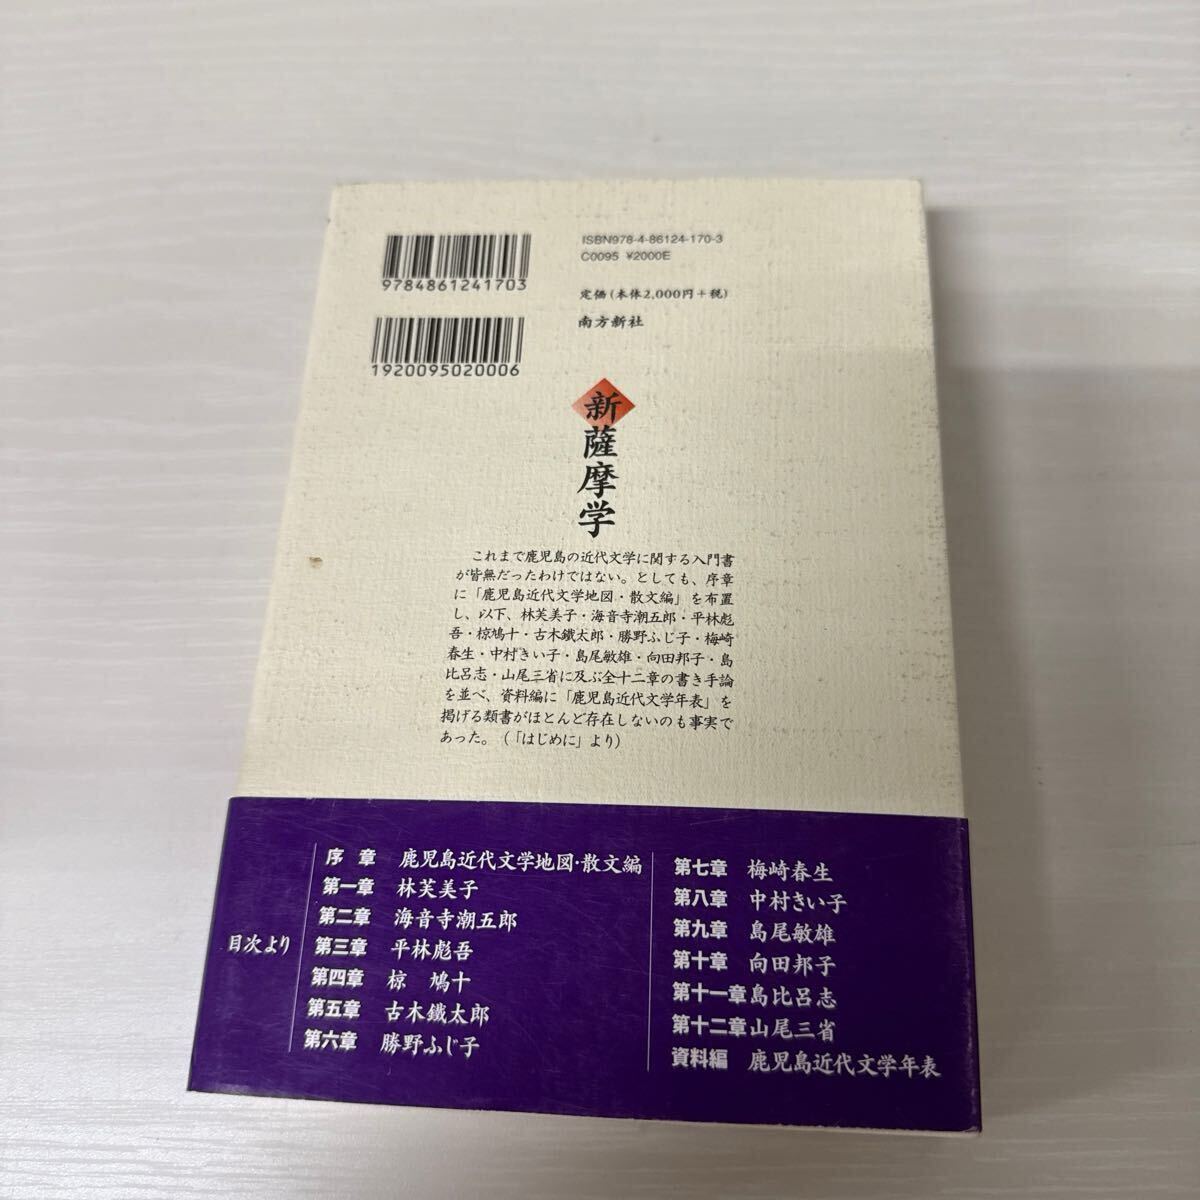 ISBN978-4-86124-170-3
C0095 ¥2000E
9784861241703
定価(本体2,000円+税)
南方新社
1920095020006
新薩摩学
これまで鹿児島の近代文学に関する入門書
が皆無だったわけではない。としても、序章
に「鹿児島近代文学地図・散文編」を布置
し、以下、林芙美子・海音寺潮五郎・平林彪
吾・椋鳩十・古木鐵太郎・勝野ふじ子・梅崎
春生・中村きい子・島尾敏雄・向田邦子・島
比呂志・山尾三省に及ぶ全十二章の書き手論
を並べ、資料編に「鹿児島近代文学年表」を
掲げる類書がほとんど存在しないのも事実で
あった。(「はじめに」より)
目次より
序 章 鹿児島近代文学地図・散文編
第一章 林芙美子
第二章 海音寺潮五郎
第三章 平林彪吾
第四章 椋 鳩十
第五章 古木鐵太郎
第六章 勝野ふじ子
第七章 梅崎春生
第八章 中村きい子
第九章 島尾敏雄
第十章 向田邦子
第十一章 島比呂志
第十二章 山尾三省
資料編 鹿児島近代文学年表